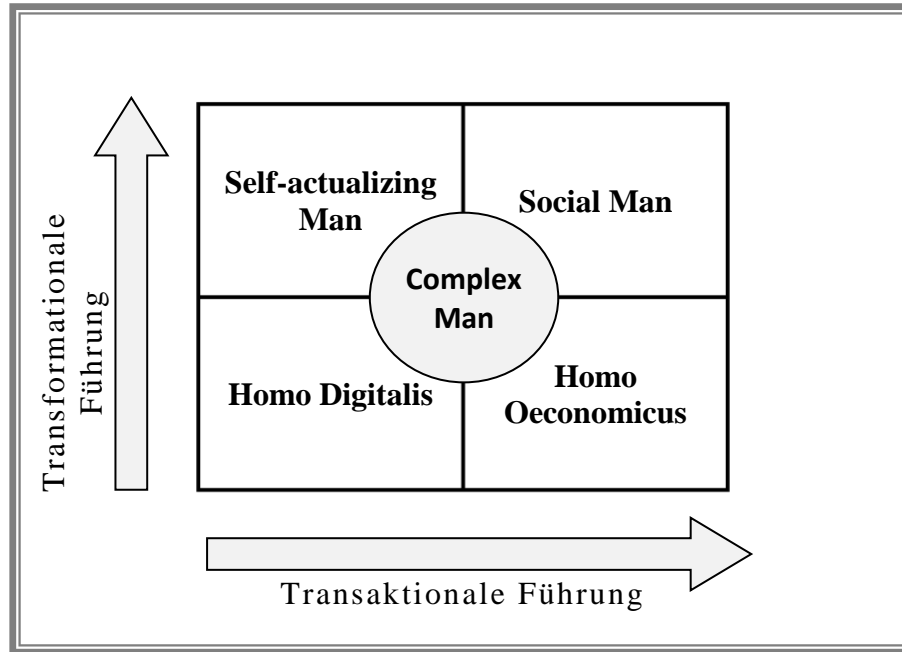 Self-actualizing
Man
Social Man
Complex
Man
Homo Digitalis
Homo
Oeconomicus
Transformationale
Führung
Transaktionale Führung